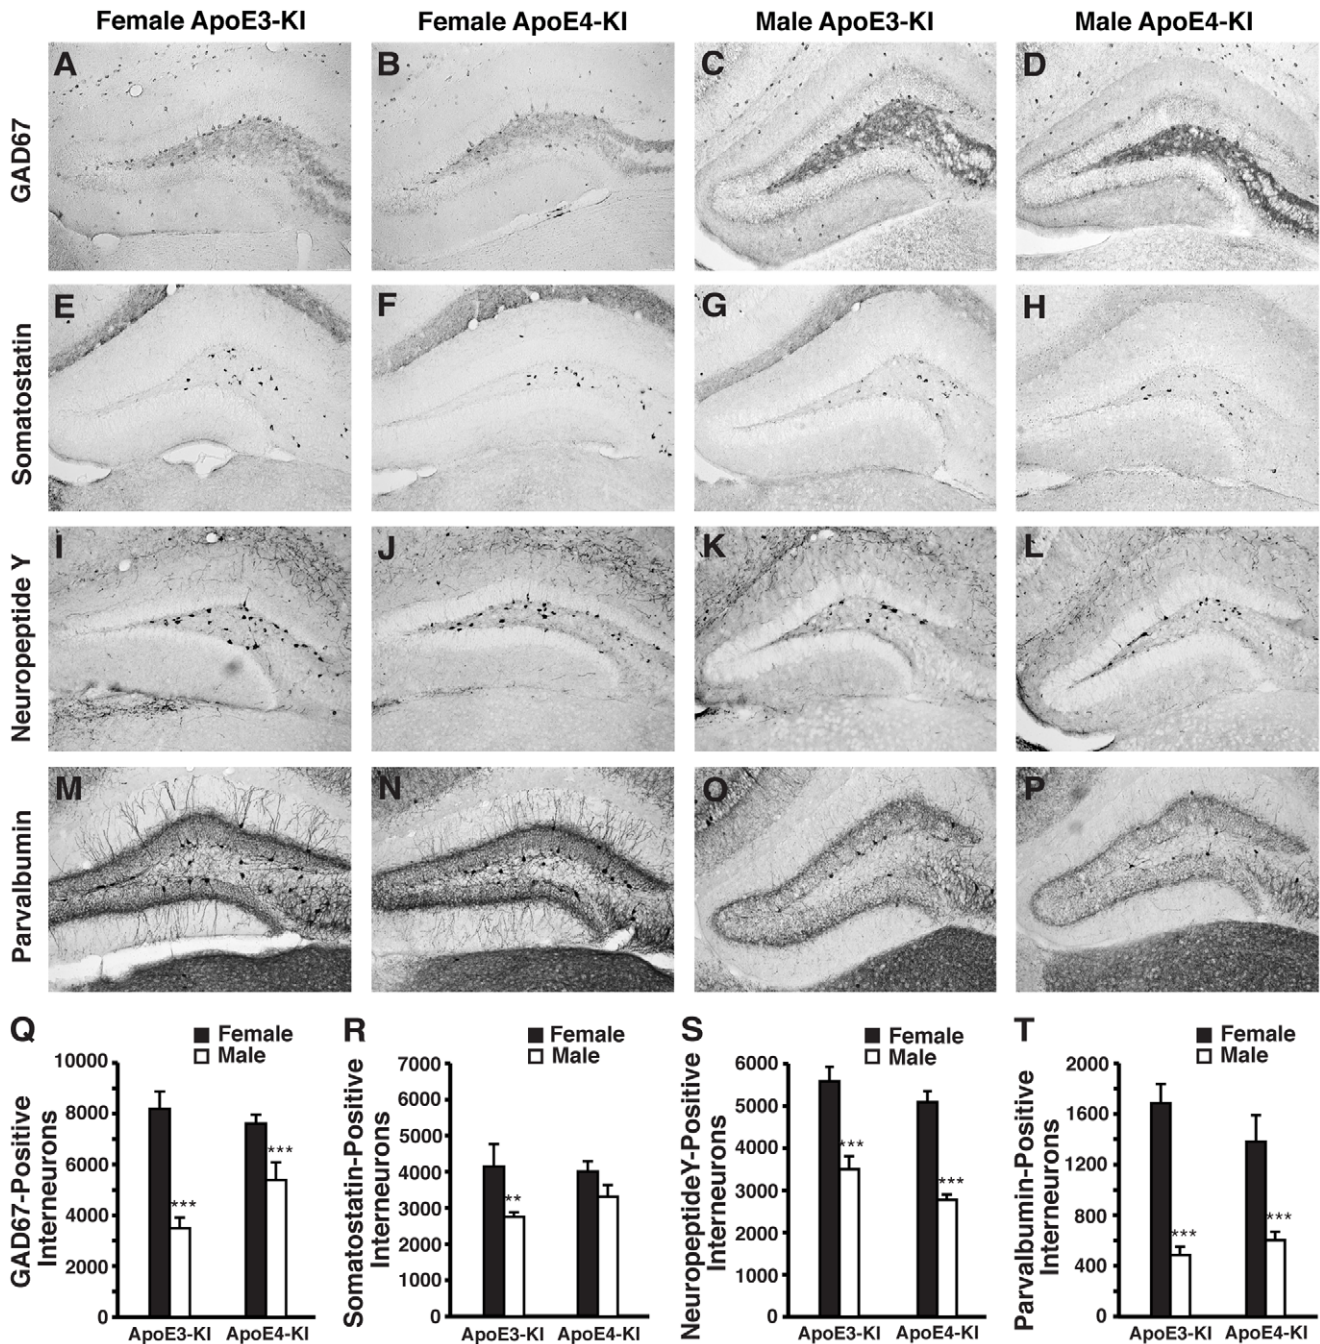 Female ApoE3-KI Female ApoE4-KI Male ApoE3-KI Male ApoE4-KI
GAD67
A B C D
Somatostatin
E F G H
Neuropeptide Y
I J K L
Parvalbumin
M N O P
Q
Female
Male
GAD67-Positive
Interneurons
10000
8000
6000
4000
2000
0
***
***
ApoE3-KI ApoE4-KI
R
Female
Male
Somatostatin-Positive
Interneurons
7000
6000
5000
4000
3000
2000
1000
0
**
ApoE3-KI ApoE4-KI
S
Female
Male
NeuropeptideY-Positive
Interneurons
6000
5000
4000
3000
2000
1000
0
***
***
ApoE3-KI ApoE4-KI
T
Female
Male
Parvalbumin-Positive
Interneurons
2000
1600
1200
800
400
0
***
***
ApoE3-KI ApoE4-KI